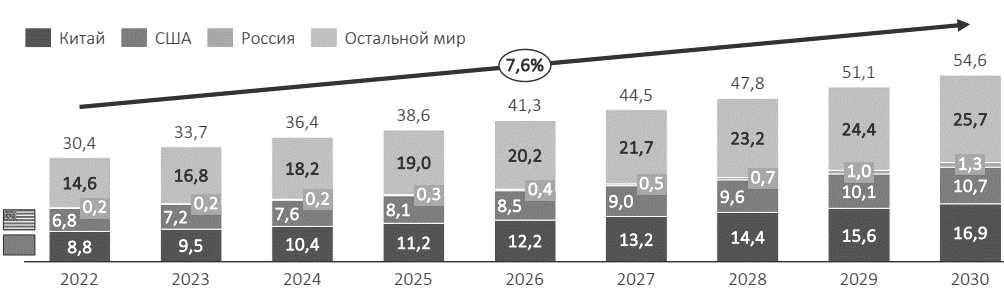 Китай США Россия Остальной мир
7,6%
30,4 33,7 36,4 38,6 41,3 44,5 47,8 51,1 54,6
14,6 16,8 18,2 19,0 20,2 21,7 23,2 24,4 25,7
0,2 0,2 0,2 0,3 0,4 0,5 0,7 1,0 1,3
6,8 7,2 7,6 8,1 8,5 9,0 9,6 10,1 10,7
8,8 9,5 10,4 11,2 12,2 13,2 14,4 15,6 16,9
2022 2023 2024 2025 2026 2027 2028 2029 2030